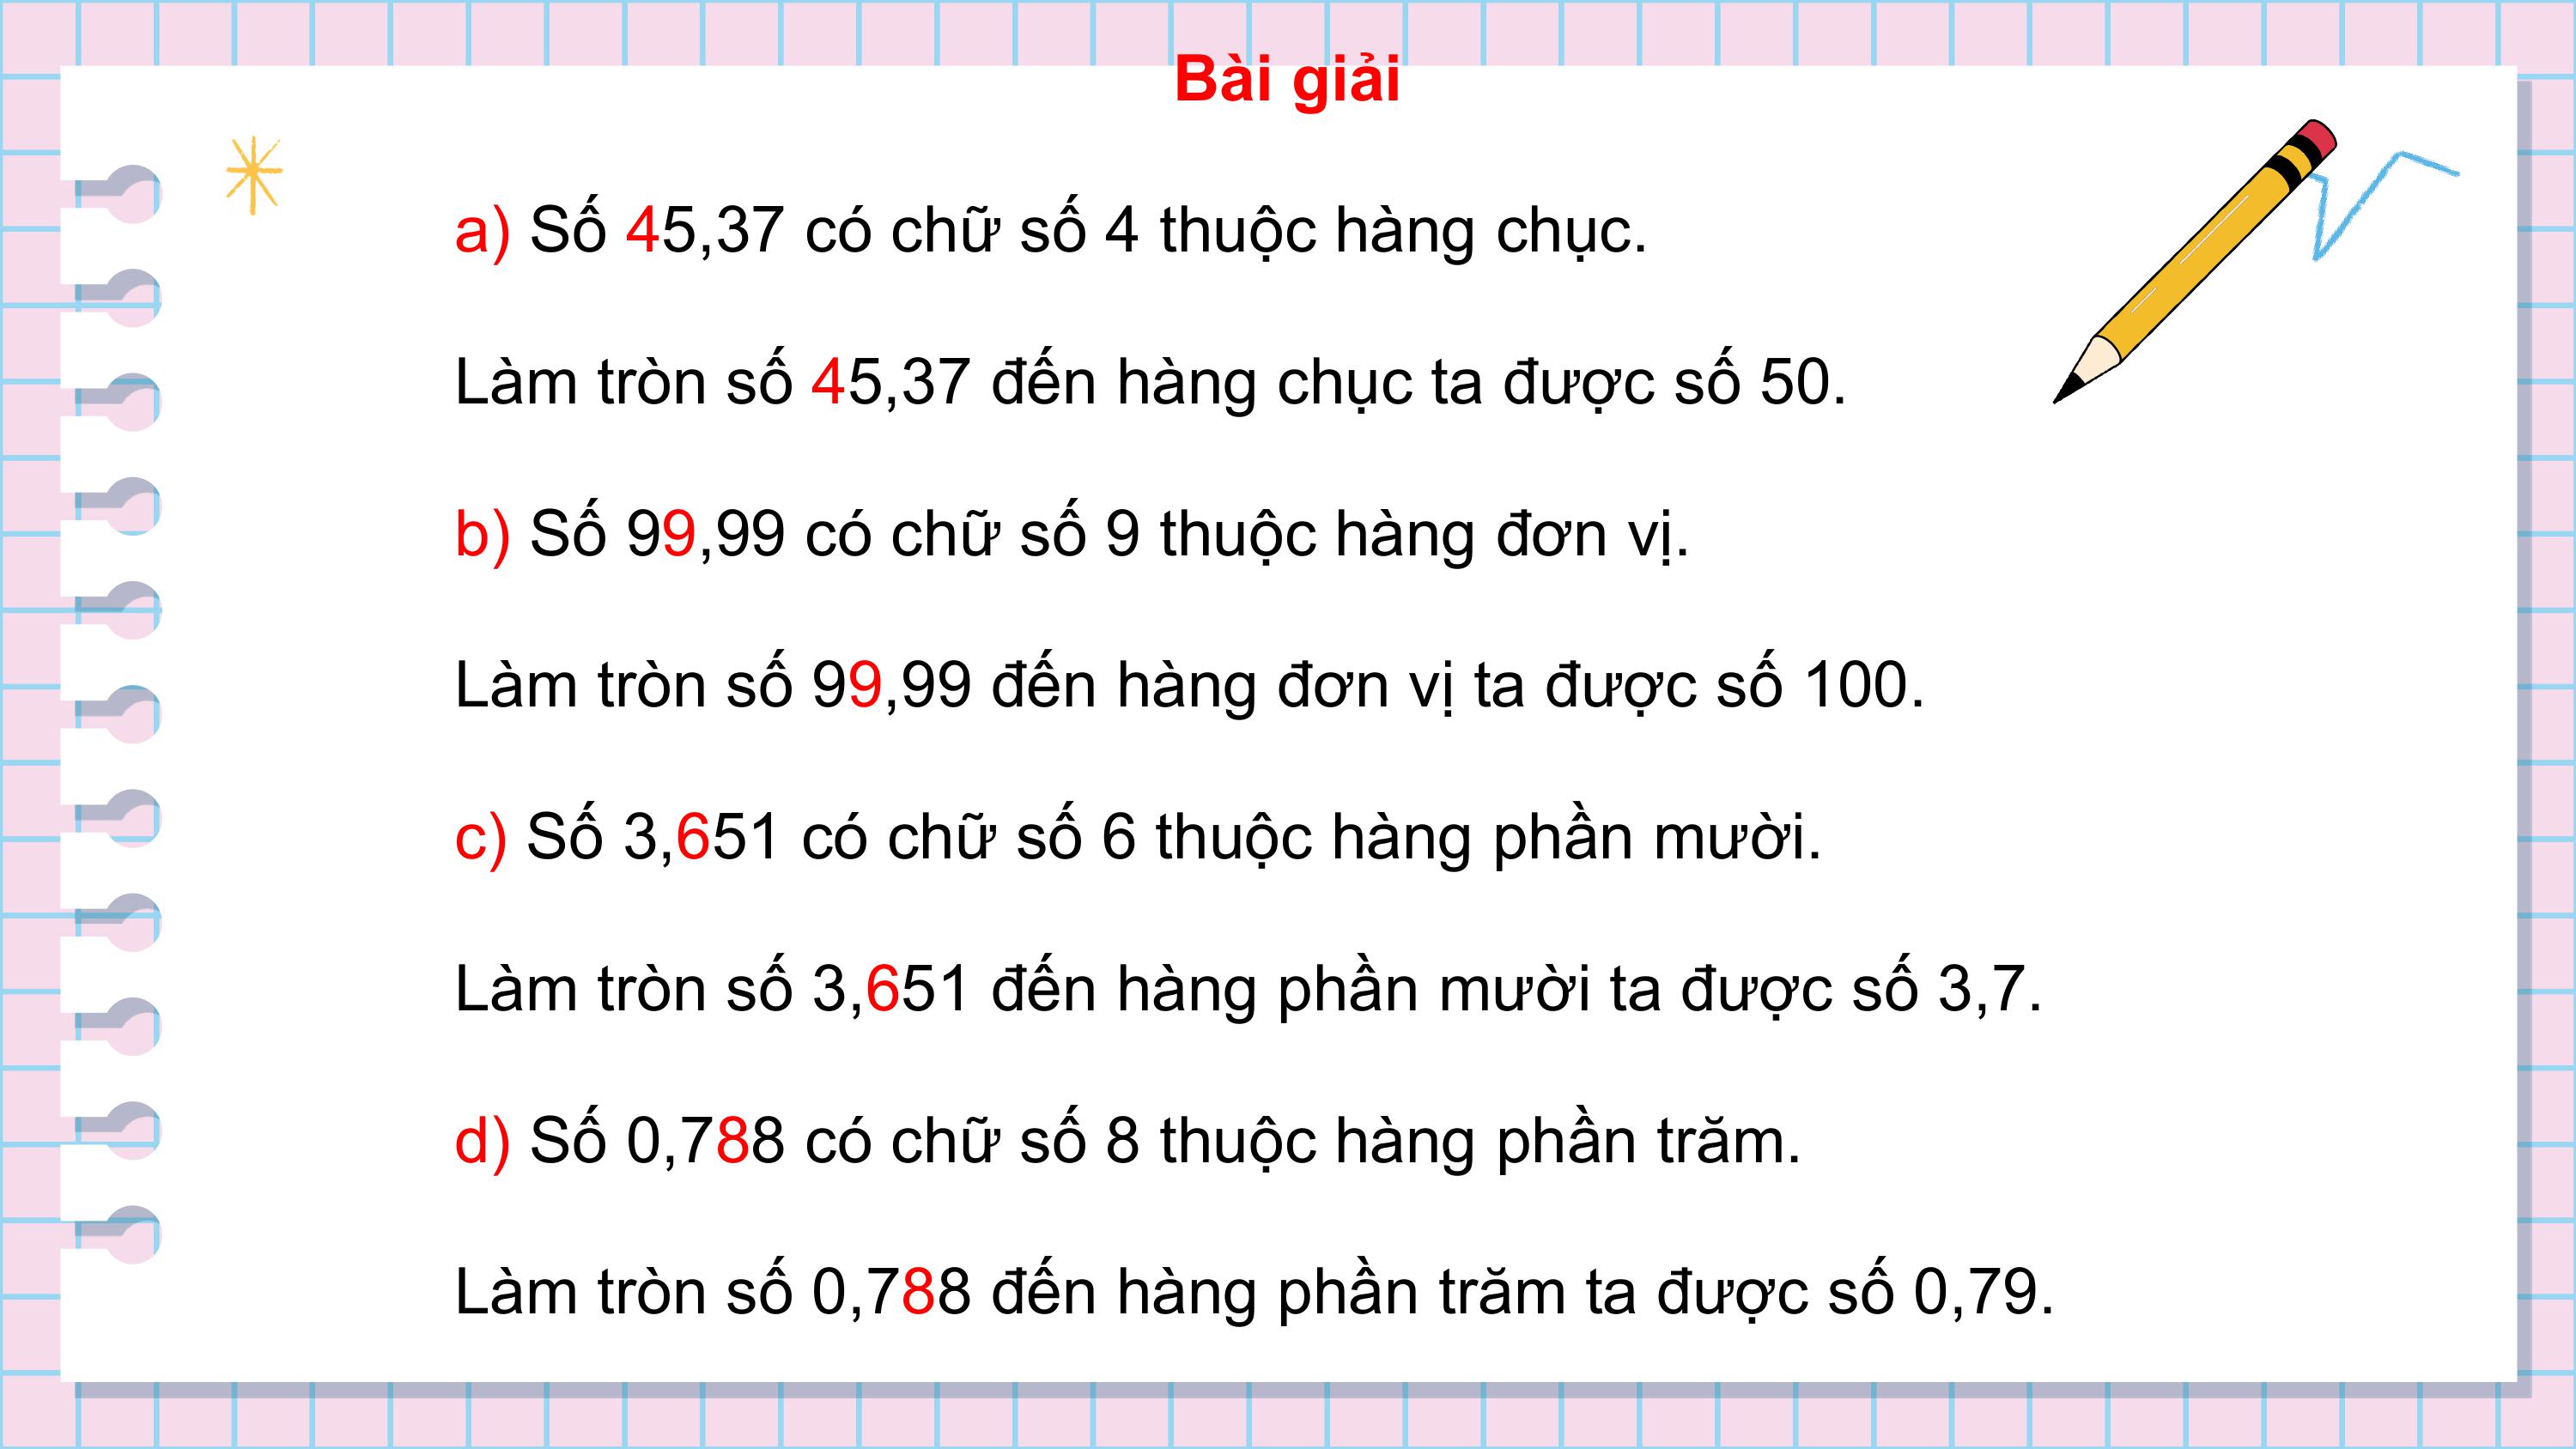 Bài giải
a) Số 45,37 có chữ số 4 thuộc hàng chục.
Làm tròn số 45,37 đến hàng chục ta được số 50.
b) Số 99,99 có chữ số 9 thuộc hàng đơn vị.
Làm tròn số 99,99 đến hàng đơn vị ta được số 100.
c) Số 3,651 có chữ số 6 thuộc hàng phần mười.
Làm tròn số 3,651 đến hàng phần mười ta được số 3,7.
d) Số 0,788 có chữ số 8 thuộc hàng phần trăm.
Làm tròn số 0,788 đến hàng phần trăm ta được số 0,79.